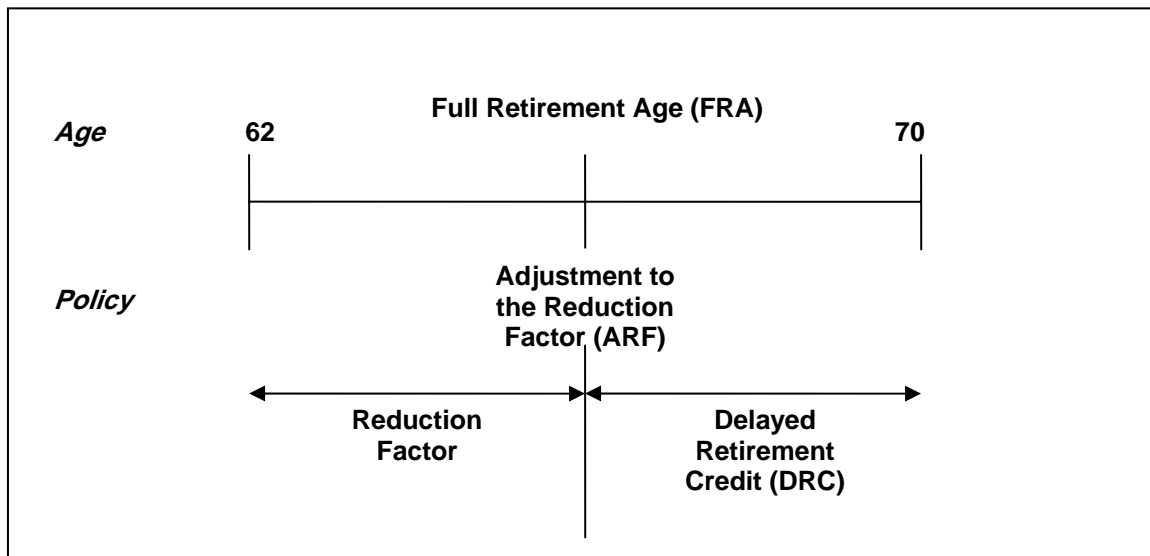 Full Retirement Age (FRA)
Age 62 70
Policy
Adjustment to
the Reduction
Factor (ARF)
Reduction
Factor
Delayed
Retirement
Credit (DRC)